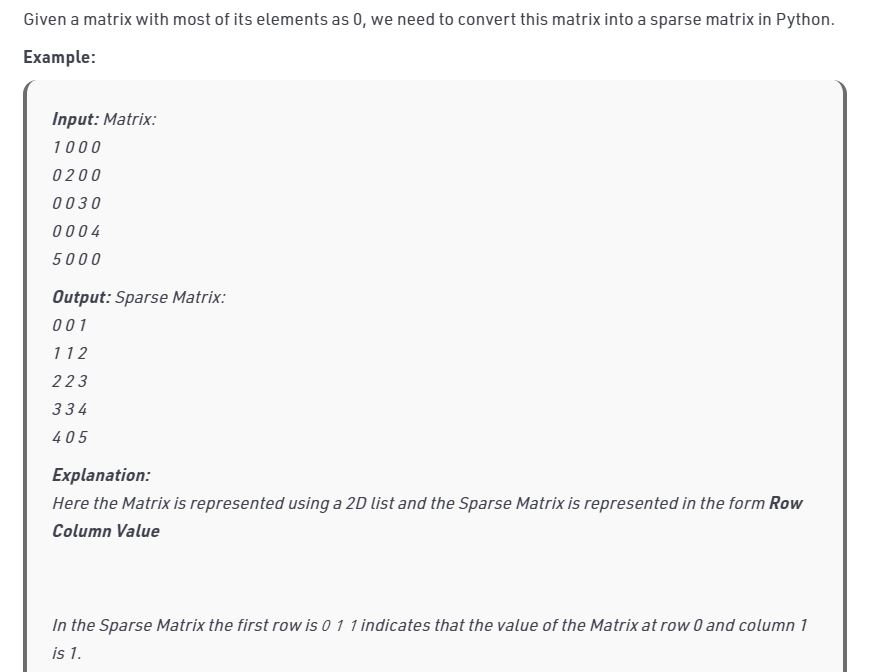 Given a matrix with most of its elements as 0, we need to convert this matrix into a sparse matrix in Python.
Example:
Input: Matrix:
1 0 0 0
0 2 0 0
0 0 3 0
0 0 0 4
5 0 0 0
Output: Sparse Matrix:
0 0 1
1 1 2
2 2 3
3 3 4
4 0 5
Explanation:
Here the Matrix is represented using a 2D list and the Sparse Matrix is represented in the form Row
Column Value
In the Sparse Matrix the first row is 0 1 1 indicates that the value of the Matrix at row 0 and column 1
is 1.